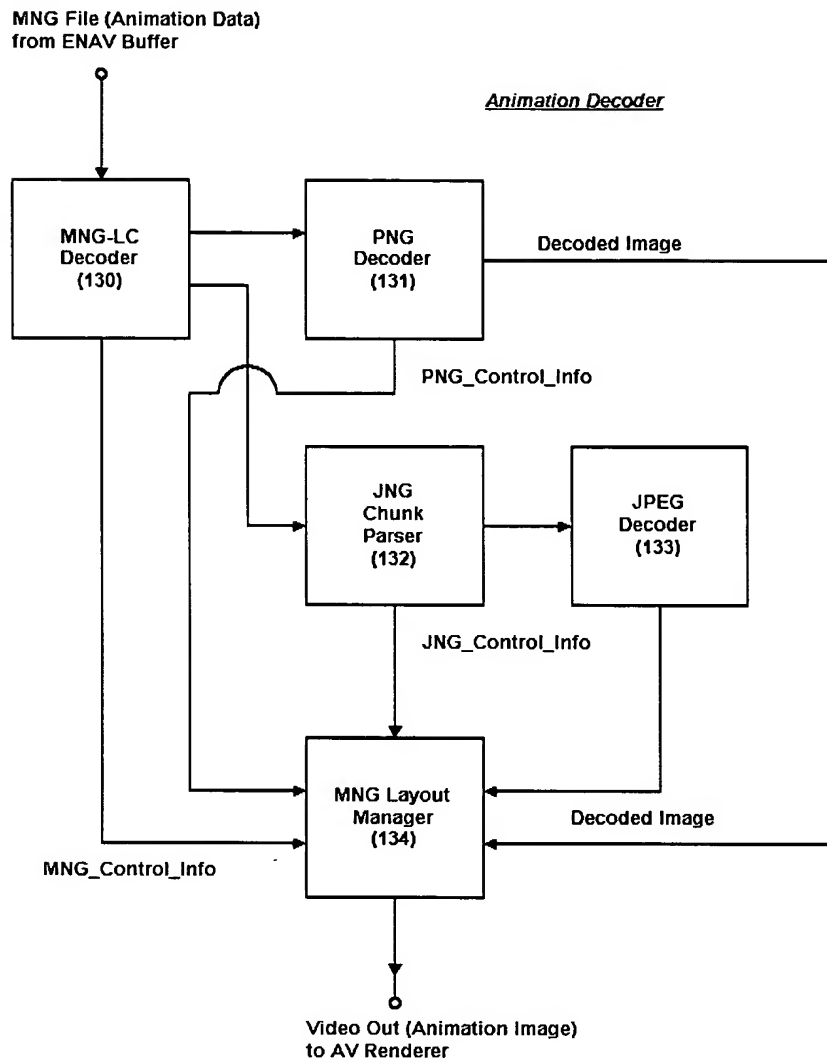 MNG File (Animation Data)
from ENAV Buffer
Animation Decoder
MNG-LC
Decoder
(130)
PNG
Decoder
(131)
Decoded Image
PNG_Control_Info
JNG
Chunk
Parser
(132)
JPEG
Decoder
(133)
JNG_Control_Info
MNG Layout
Manager
(134)
Decoded Image
MNG_Control_Info
Video Out (Animation Image)
to AV Renderer